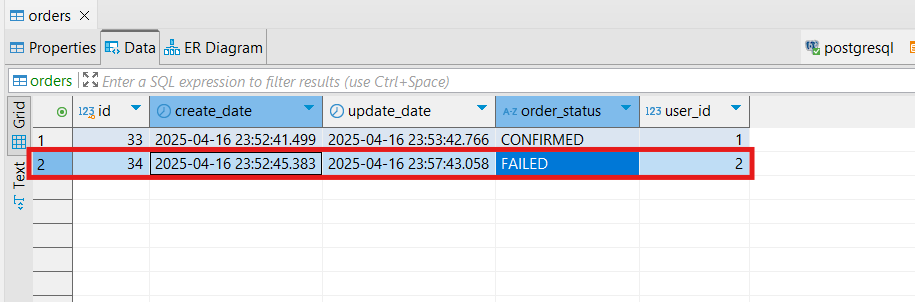 orders
Properties Data ER Diagram postgresql
orders Enter a SQL expression to filter results (use Ctrl+Space)
Grid
Text
123 id create_date update_date A-Z order_status 123 user_id
1 33 2025-04-16 23:52:41.499 2025-04-16 23:53:42.766 CONFIRMED 1
2 34 2025-04-16 23:52:45.383 2025-04-16 23:57:43.058 FAILED 2